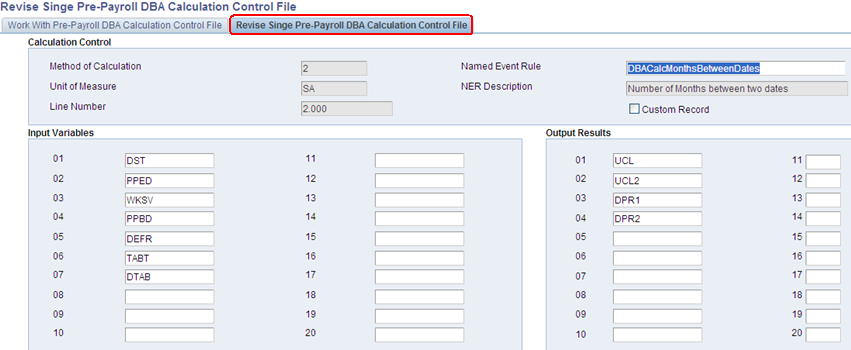 Revise Singe Pre-Payroll DBA Calculation Control File
Work With Pre-Payroll DBA Calculation Control File Revise Singe Pre-Payroll DBA Calculation Control File
Calculation Control
Method of Calculation 2 Named Event Rule DBACalcMonthsBetweenDates
Unit of Measure SA NER Description Number of Months between two dates
Line Number 2.000 Custom Record
Input Variables Output Results
01 DST 11 01 UCL 11
02 PPED 12 02 UCL2 12
03 WKSV 13 03 DPR1 13
04 PPBD 14 04 DPR2 14
05 DEFR 15 05 15
06 TABT 16 06 16
07 DTAB 17 07 17
08 18 08 18
09 19 09 19
10 20 10 20